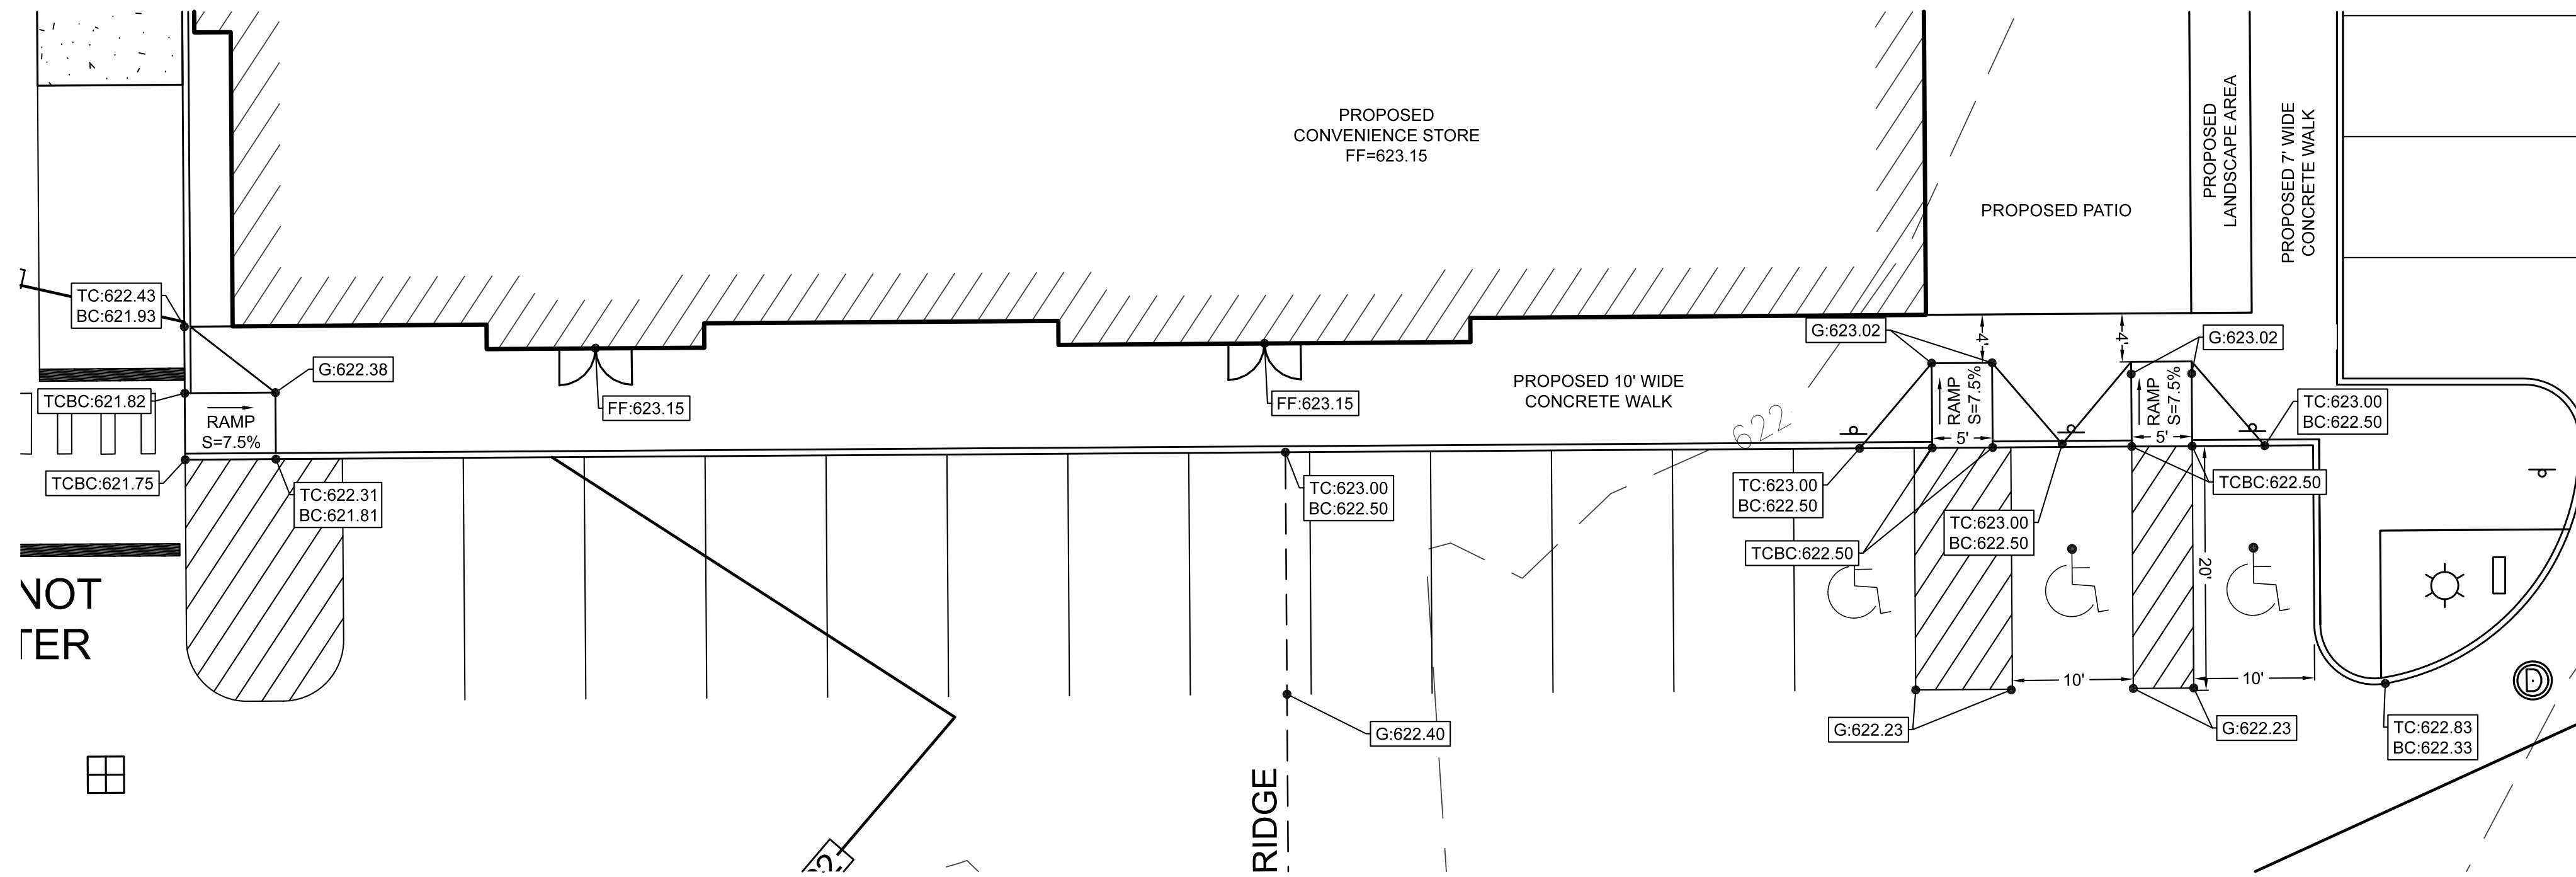 PROPOSED
CONVENIENCE STORE
FF=623.15
PROPOSED PATIO
PROPOSED
LANDSCAPE AREA
PROPOSED 7' WIDE
CONCRETE WALK
TC:622.43
BC:621.93
G:622.38
TCBC:621.82
RAMP
S=7.5%
TCBC:621.75
TC:622.31
BC:621.81
FF:623.15
FF:623.15
PROPOSED 10' WIDE
CONCRETE WALK
622
G:623.02
4'
4'
G:623.02
RAMP
S=7.5%
5'
RAMP
S=7.5%
5'
TC:623.00
BC:622.50
TC:623.00
BC:622.50
TC:623.00
BC:622.50
TCBC:622.50
TC:623.00
BC:622.50
TCBC:622.50
20'
10'
10'
NOT
TER
G:622.40
G:622.23
G:622.23
TC:622.83
BC:622.33
D
RIDGE